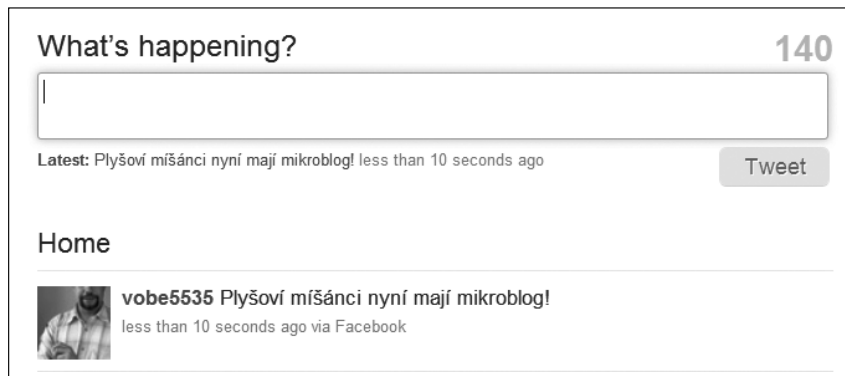 What's happening?
140
Latest: Plyšoví míšánci nyní mají mikroblog! less than 10 seconds ago
Tweet
Home
vobe5535 Plyšoví míšánci nyní mají mikroblog!
less than 10 seconds ago via Facebook